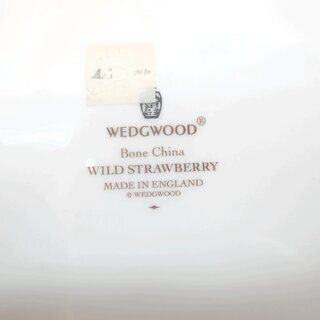 WEDGWOOD®
Bone China
WILD STRAWBERRY
MADE IN ENGLAND
© WEDGWOOD